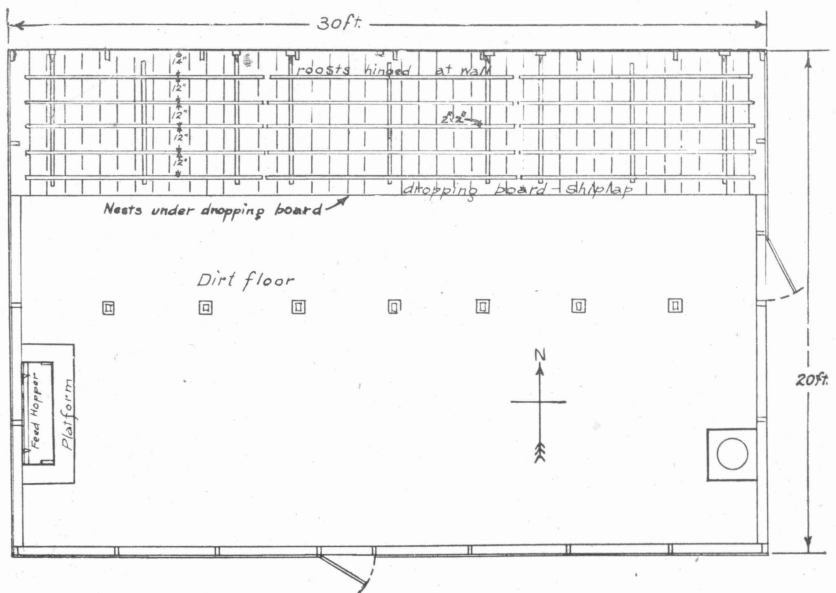 30ft.
14"
roosts hinged at wall
12"
12"
2"x2"
12"
12"
dropping board - shiplap
Nests under dropping board
Dirt floor
N
20ft.
Feed Hopper
Platform